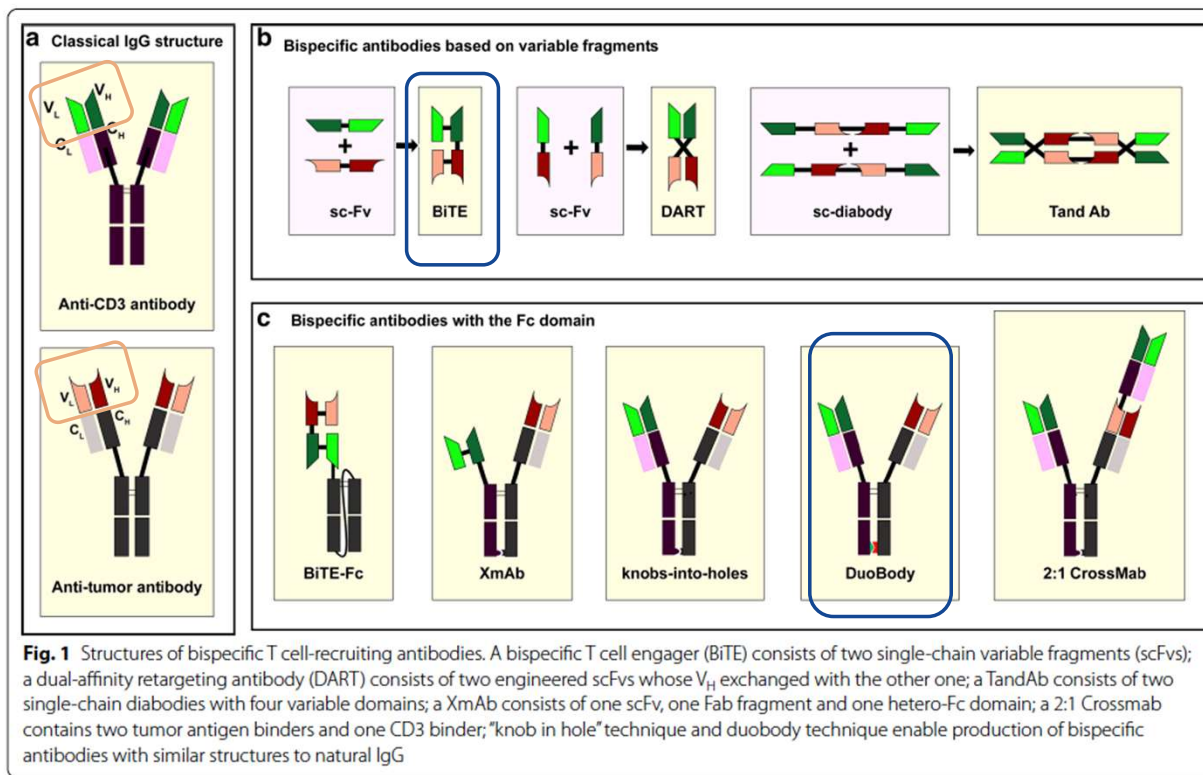 a Classical IgG structure
V_L
V_H
C_L
C_H
Anti-CD3 antibody
V_L
V_H
C_L
C_H
Anti-tumor antibody
b Bispecific antibodies based on variable fragments
+
sc-Fv
BiTE
+
sc-Fv
DART
+
sc-diabody
Tand Ab
c Bispecific antibodies with the Fc domain
BiTE-Fc
XmAb
knobs-into-holes
DuoBody
2:1 CrossMab
Fig. 1 Structures of bispecific T cell-recruiting antibodies. A bispecific T cell engager (BiTE) consists of two single-chain variable fragments (scFvs);
a dual-affinity retargeting antibody (DART) consists of two engineered scFvs whose V_H exchanged with the other one; a TandAb consists of two
single-chain diabodies with four variable domains; a XmAb consists of one scFv, one Fab fragment and one hetero-Fc domain; a 2:1 Crossmab
contains two tumor antigen binders and one CD3 binder; "knob in hole" technique and duobody technique enable production of bispecific
antibodies with similar structures to natural IgG